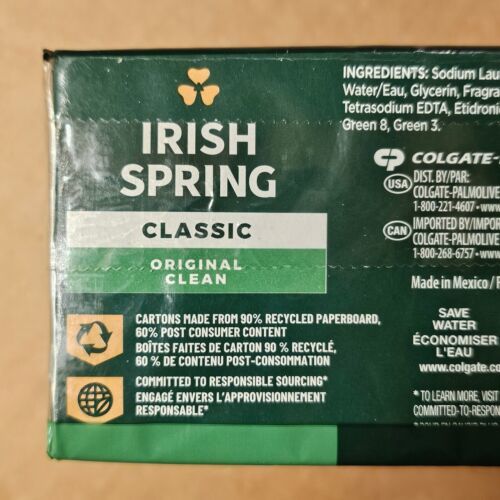 IRISH
SPRING
CLASSIC
ORIGINAL
CLEAN
CARTONS MADE FROM 90% RECYCLED PAPERBOARD,
60% POST CONSUMER CONTENT
BOÎTES FAITES DE CARTON 90 % RECYCLÉ,
60 % DE CONTENU POST-CONSOMMATION
COMMITTED TO RESPONSIBLE SOURCING*
ENGAGÉ ENVERS L'APPROVISIONNEMENT
RESPONSABLE*
INGREDIENTS: Sodium Lau
Water/Eau, Glycerin, Fragra
Tetrasodium EDTA, Etidroni
Green 8, Green 3.
CP COLGATE-
USA DIST. BY/PAR:
COLGATE-PALMOLIVE
1-800-221-4607 • www
CAN IMPORTED BY/IMPOR
COLGATE-PALMOLIVE
1-800-268-6757 • www
Made in Mexico / F
SAVE
WATER
ÉCONOMISER
L'EAU
www.colgate.co
* TO LEARN MORE, VISIT
COMMITTED-TO-RESPON